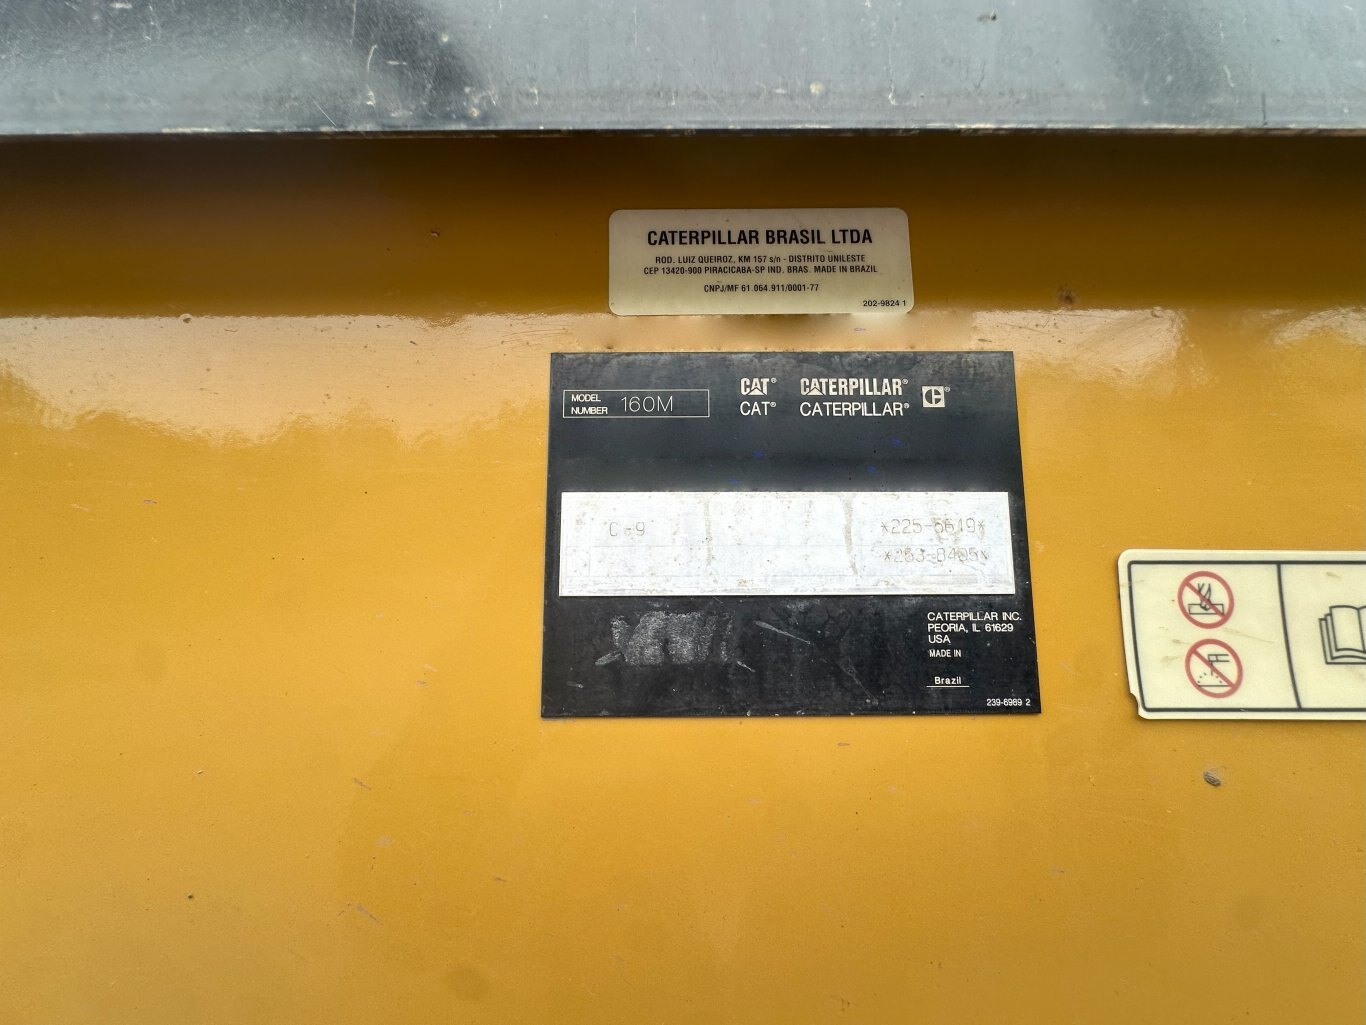 CATERPILLAR BRASIL LTDA
ROD. LUIZ QUEIROZ, KM 157 s/n - DISTRITO UNILESTE
CEP 13420-900 PIRACICABA-SP IND. BRAS. MADE IN BRAZIL
CNPJ/MF 61.064.911/0001-77
202-9824 1
MODEL NUMBER 160M
CAT® CATERPILLAR®
CAT® CATERPILLAR®
C-9 *225-6619*
*263-8405*
CATERPILLAR INC.
PEORIA, IL 61629
USA
MADE IN
Brazil
239-6989 2